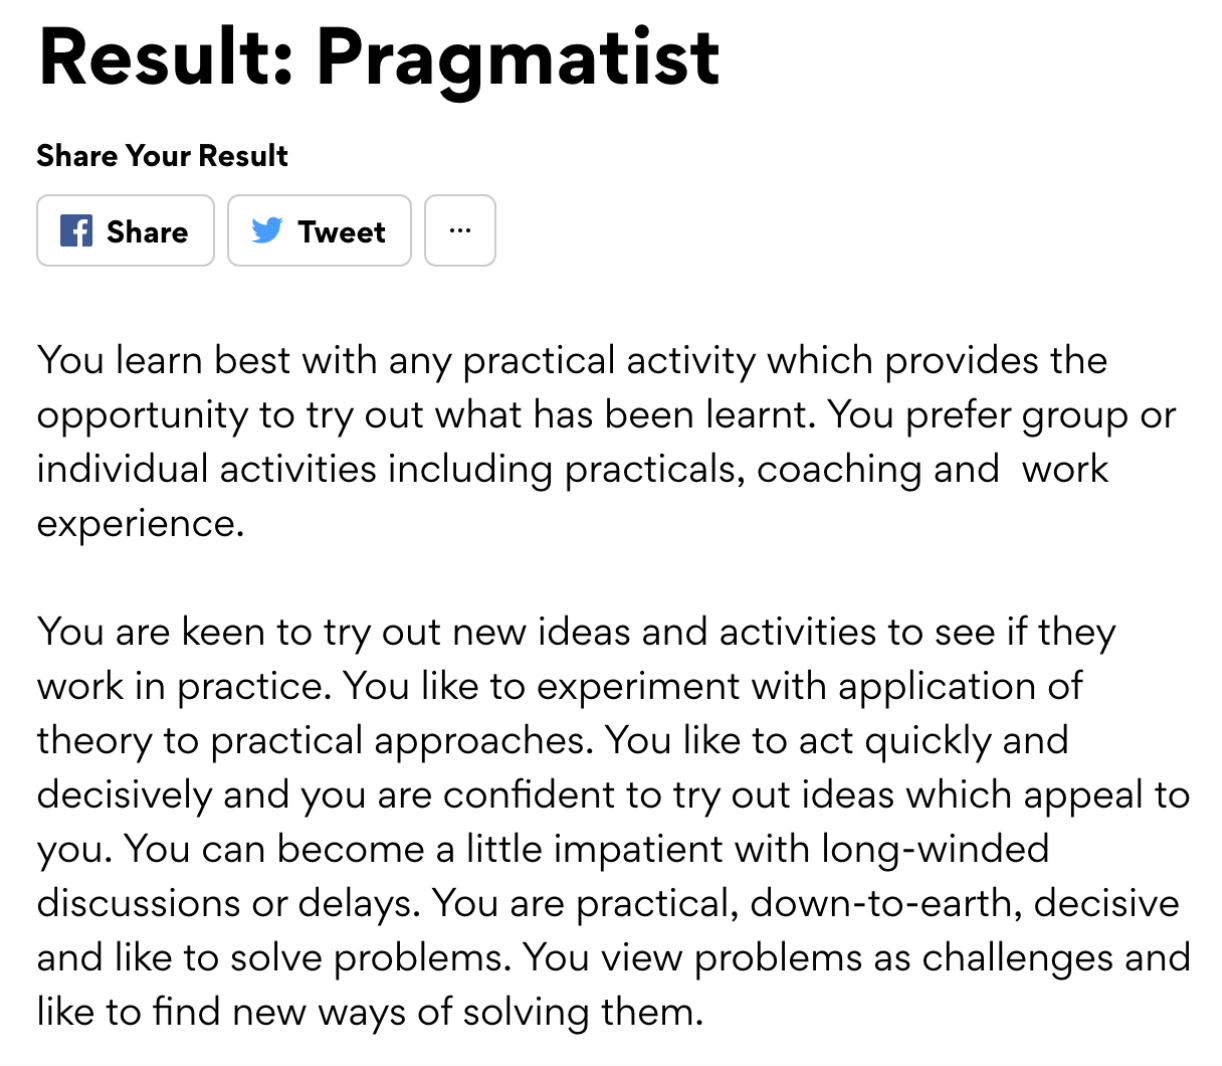 Result: Pragmatist
Share Your Result
Share Tweet ...
You learn best with any practical activity which provides the
opportunity to try out what has been learnt. You prefer group or
individual activities including practicals, coaching and  work
experience.
You are keen to try out new ideas and activities to see if they
work in practice. You like to experiment with application of
theory to practical approaches. You like to act quickly and
decisively and you are confident to try out ideas which appeal to
you. You can become a little impatient with long-winded
discussions or delays. You are practical, down-to-earth, decisive
and like to solve problems. You view problems as challenges and
like to find new ways of solving them.